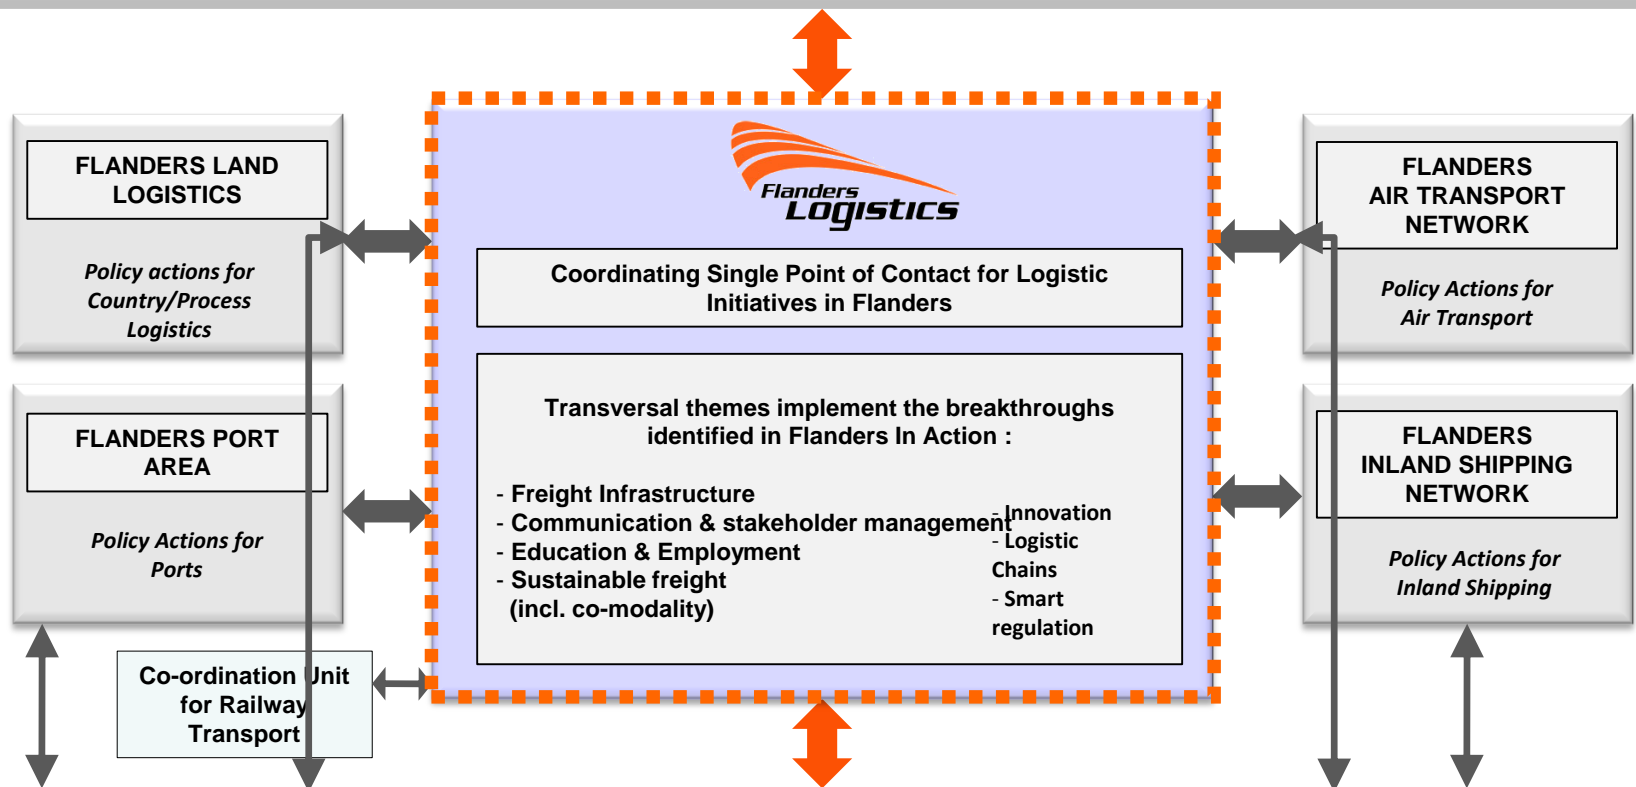 FLANDERS LAND
LOGISTICS
Policy actions for
Country/Process
Logistics
FLANDERS PORT
AREA
Policy Actions for
Ports
Co-ordination Unit
for Railway
Transport
Flanders
Logistics
Coordinating Single Point of Contact for Logistic
Initiatives in Flanders
Transversal themes implement the breakthroughs
identified in Flanders In Action :
- Freight Infrastructure
- Communication & stakeholder management
- Education & Employment
- Sustainable freight
(incl. co-modality)
- Innovation
- Logistic
Chains
- Smart
regulation
FLANDERS
AIR TRANSPORT
NETWORK
Policy Actions for
Air Transport
FLANDERS
INLAND SHIPPING
NETWORK
Policy Actions for
Inland Shipping